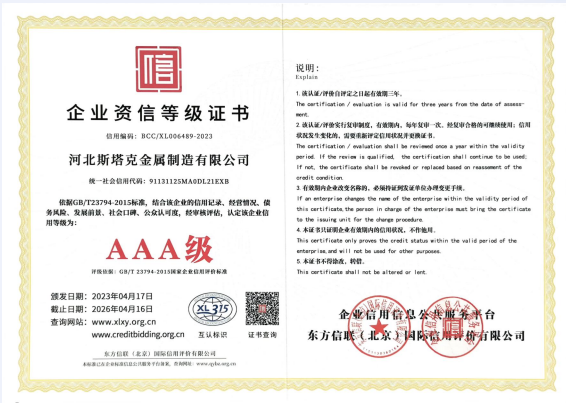 信
企业资信等级证书
信用编码：BCC/XL006489-2023
河北斯塔克金属制造有限公司
统一社会信用代码：91131125MA0DL21EXB
依据GB/T23794-2015标准，结合该企业的信用记录、经营情况、债
务风险、发展前景、社会口碑、公众认可度，经审核评估，认定该企业信
用等级为：
AAA级
评级依据：GB/T 23794-2015国家企业信用评价标准
颁发日期：2023年04月17日
截止日期：2026年04月16日
查询网站：www.xlxy.org.cn
www.creditbidding.org.cn
XL 315
互认标识
证书查询
东方信联（北京）国际信用评价有限公司
说明：
Explain
1. 该认证/评价自评定之日起有效期三年。
The certification / evaluation is valid for three years from the date of assess-
ment.
2. 该认证/评价实行复审制度，有效期内，每年复审一次。经复审合格的可继续使用；信用
状况发生变化的，需要重新评定信用状况并更换证书。
The certification / evaluation shall be reviewed once a year within the validity
period. If the review is qualified, the certification shall continue to be used;
If not, the certificate shall be revoked or replaced based on reassesment of the
credit condition.
3. 有效期内企业改变名称的，必须持证到发证单位办理变更手续。
If an enterprise changes the name of the enterprise within the validity period of
this certificate,the person in charge of the enterprise must bring the certificate
to the issuing unit for the change procedure.
4. 本证书只证明企业有效期内的信用状况，不作他用。
This certificate only proves the credit status within the valid period of the
enterprise,and will not be used for other purposes.
5. 本证书不得涂改、转借。
This certificate shall not be altered or lent.
企业信用信息公共服务平台
东方信联（北京）国际信用评价有限公司